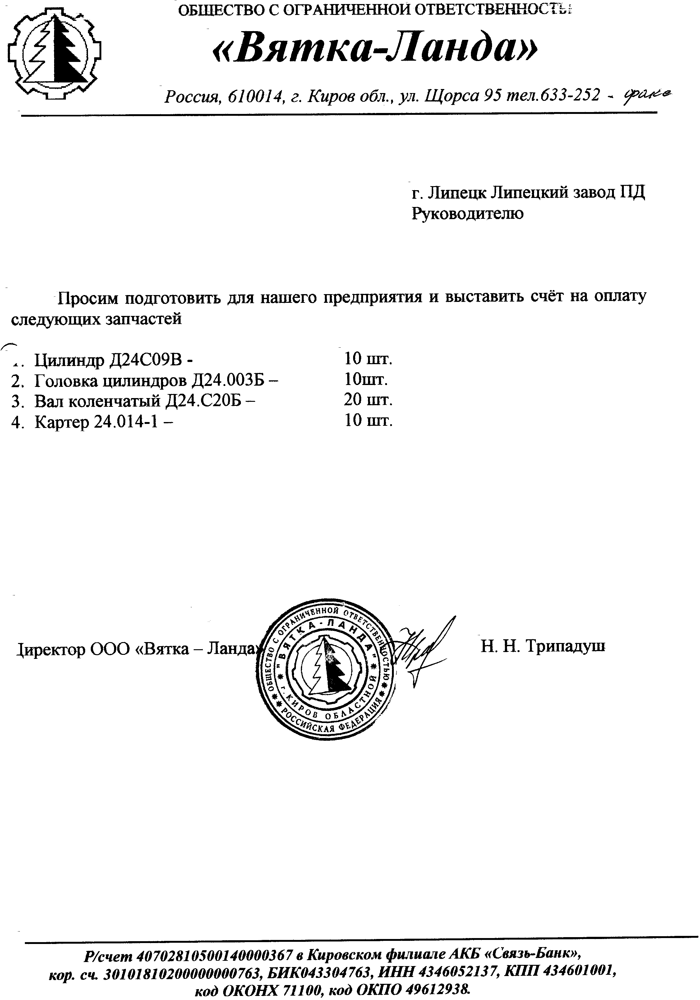 ОБЩЕСТВО С ОГРАНИЧЕННОЙ ОТВЕТСТВЕННОСТЬ
«Вятка-Ланда»
Россия, 610014, г. Киров обл., ул. Щорса 95 тел.633-252 - факс
г. Липецк Липецкий завод ПД
Руководителю
Просим подготовить для нашего предприятия и выставить счёт на оплату
следующих запчастей
1. Цилиндр Д24С09В - 10 шт.
2. Головка цилиндров Д24.003Б – 10шт.
3. Вал коленчатый Д24.С20Б – 20 шт.
4. Картер 24.014-1 – 10 шт.
Директор ООО «Вятка – Ланда»
Н. Н. Трипадуш
ОБЩЕСТВО С ОГРАНИЧЕННОЙ ОТВЕТСТВЕННОСТЬЮ
"ВЯТКА-ЛАНДА"
г. КИРОВ ОБЛАСТНОЙ
РОССИЙСКАЯ ФЕДЕРАЦИЯ
Р/счет 40702810500140000367 в Кировском филиале АКБ «Связь-Банк»,
кор. сч. 30101810200000000763, БИК043304763, ИНН 4346052137, КПП 434601001,
код ОКОНХ 71100, код ОКПО 49612938.